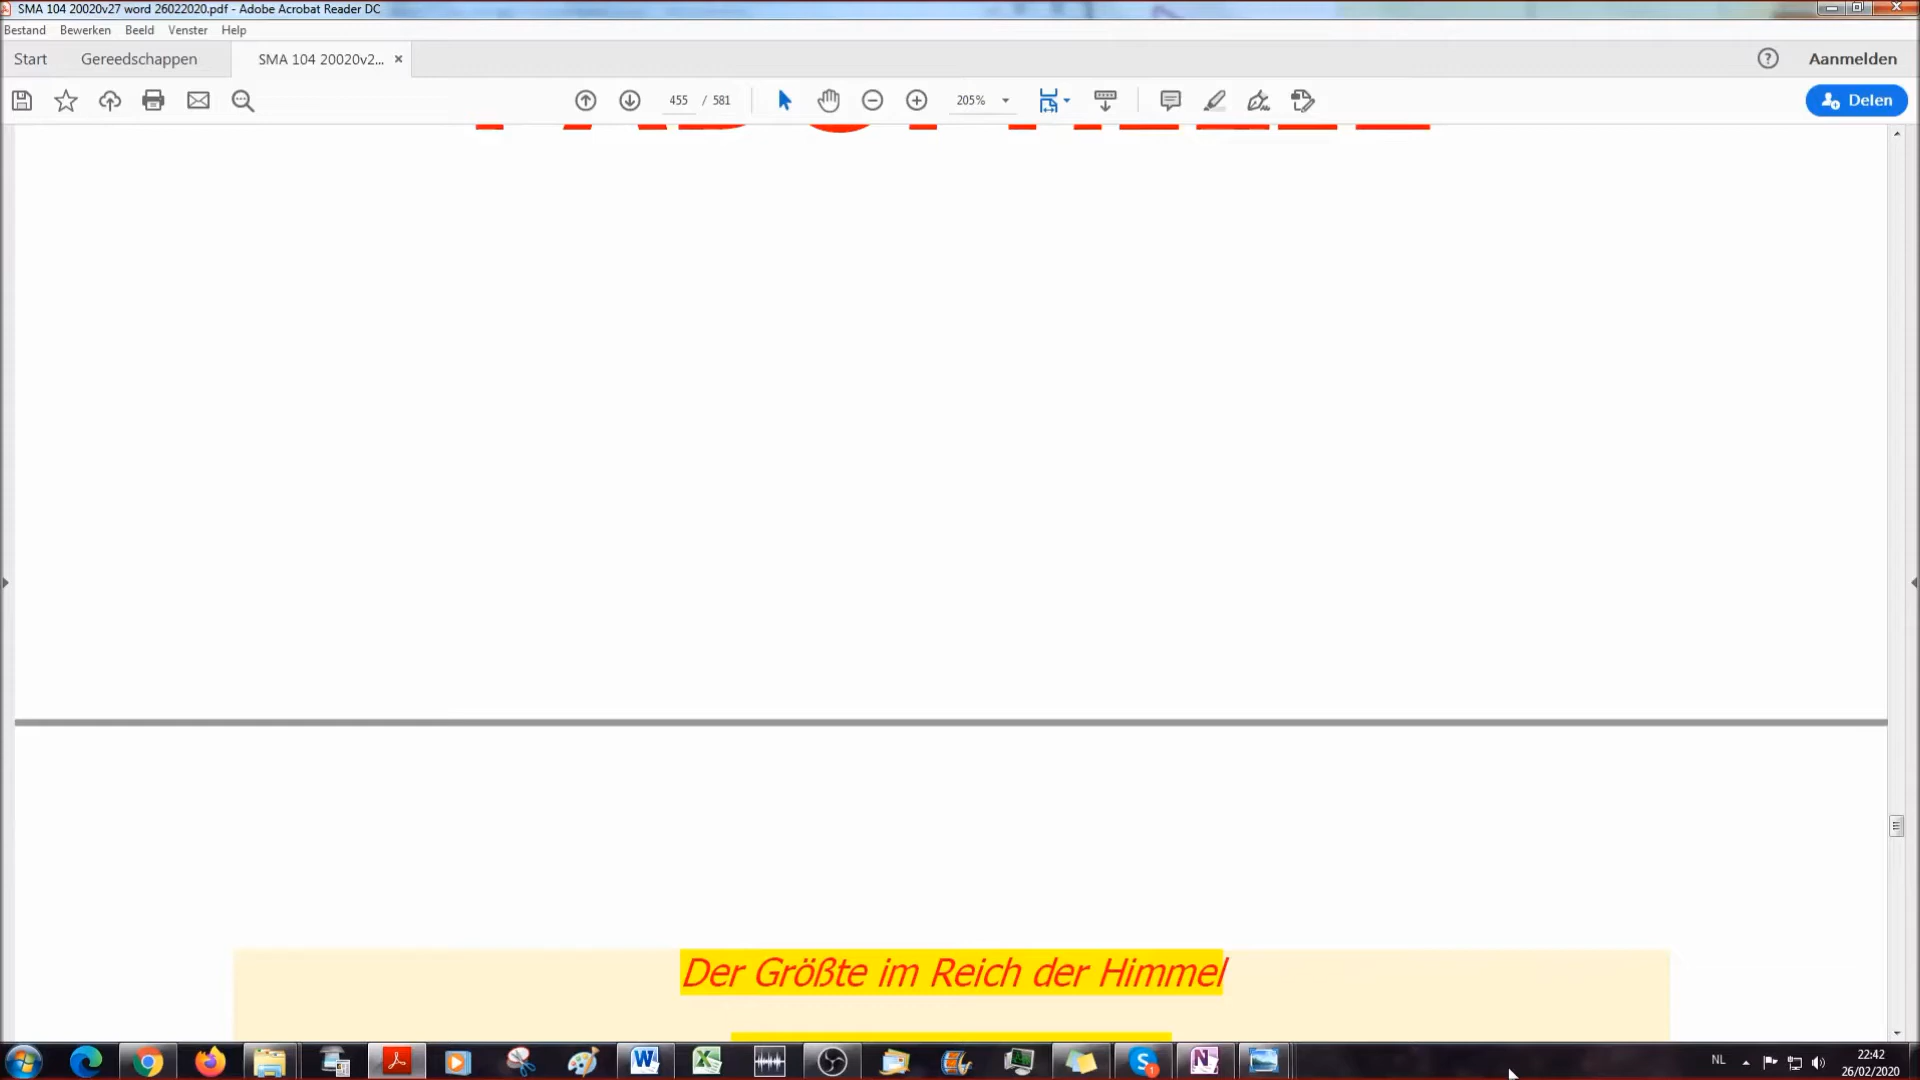 SMA 104 20020v27 word 26022020.pdf - Adobe Acrobat Reader DC
Bestand Bewerken Beeld Venster Help
Start Gereedschappen SMA 104 20020v2... Aanmelden
455 / 581 205% Delen
Der Größte im Reich der Himmel
NL 22:42
26/02/2020